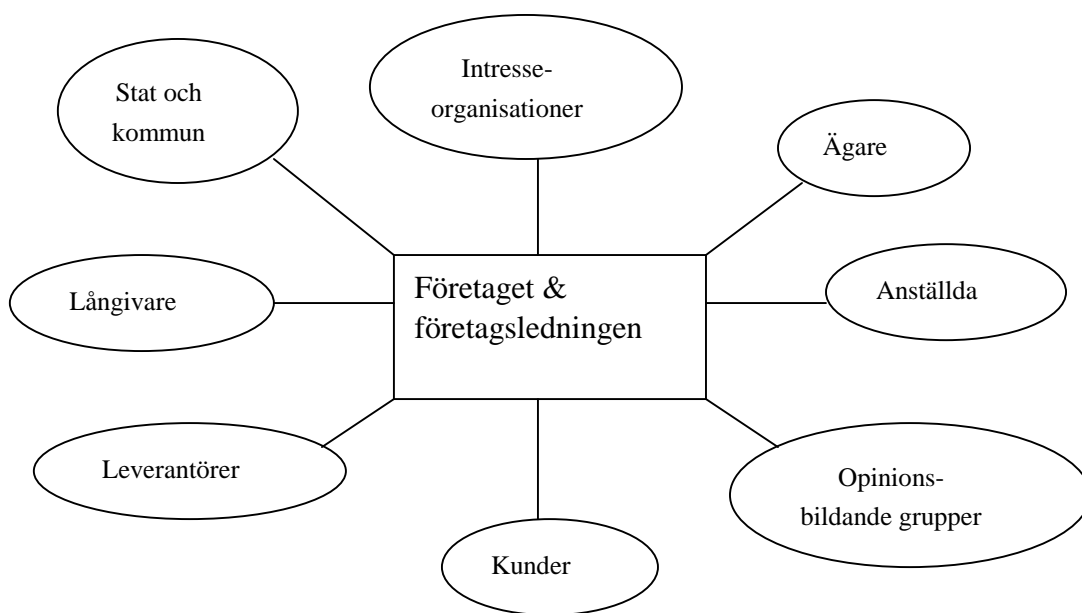 Intresse-
organisationer
Stat och
kommun
Ägare
Långivare
Företaget &
företagsledningen
Anställda
Leverantörer
Opinions-
bildande grupper
Kunder